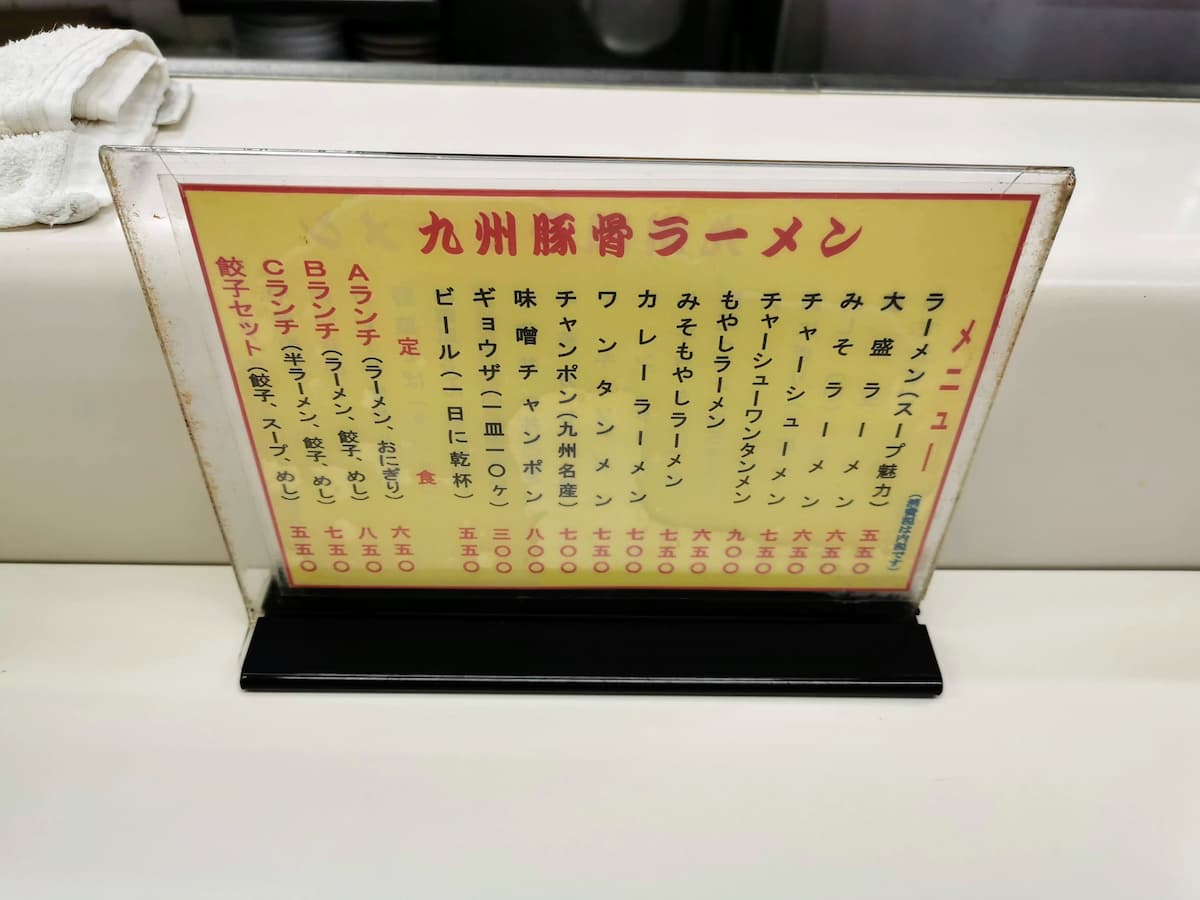 九州豚骨ラーメン
メニュー (消費税は内税です)
ラーメン(スープ魅力) 五五〇
大盛ラーメン 六五〇
みそラーメン 六五〇
チャーシューメン 七五〇
チャーシューワンタンメン 九〇〇
もやしラーメン 六五〇
みそもやしラーメン 七五〇
カレーラーメン 七〇〇
ワンタンメン 七五〇
チャンポン(九州名産) 七〇〇
味噌チャンポン 八〇〇
ギョウザ(一皿一〇ヶ) 三〇〇
ビール(一日に乾杯) 五五〇
定食
Aランチ(ラーメン、おにぎり) 六五〇
Bランチ(ラーメン、餃子、めし) 八五〇
Cランチ(半ラーメン、餃子、めし) 七五〇
餃子セット(餃子、スープ、めし) 五五〇